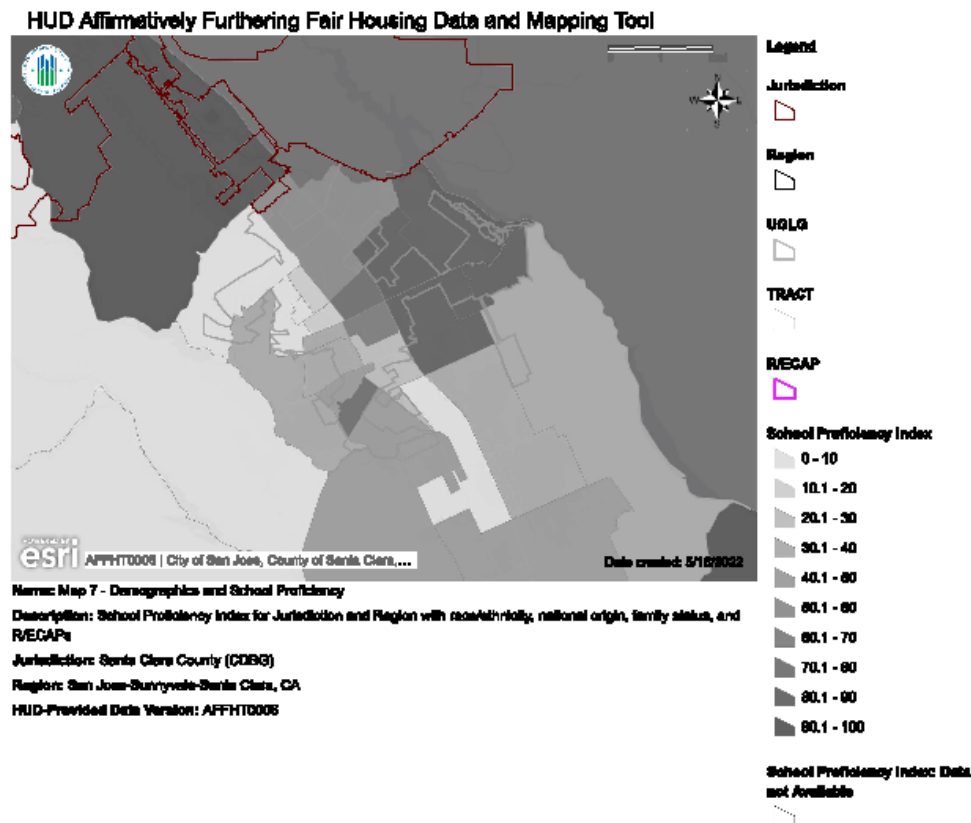 HUD Affirmatively Furthering Fair Housing Data and Mapping Tool
Legend
Jurisdiction
Region
UGLG
TRACT
R/ECAP
School Proficiency Index
0 - 10
10.1 - 20
20.1 - 30
30.1 - 40
40.1 - 50
50.1 - 60
60.1 - 70
70.1 - 80
80.1 - 90
90.1 - 100
School Proficiency Index: Data
not Available
N
W
E
S
esri
AFFHT0006 | City of San Jose, County of Santa Clara,...
Date created: 5/16/2022
Name: Map 7 - Demographics and School Proficiency
Description: School Proficiency Index for Jurisdiction and Region with race/ethnicity, national origin, family status, and
R/ECAPs
Jurisdiction: Santa Clara County (CDBG)
Region: San Jose-Sunnyvale-Santa Clara, CA
HUD-Provided Data Version: AFFHT0006